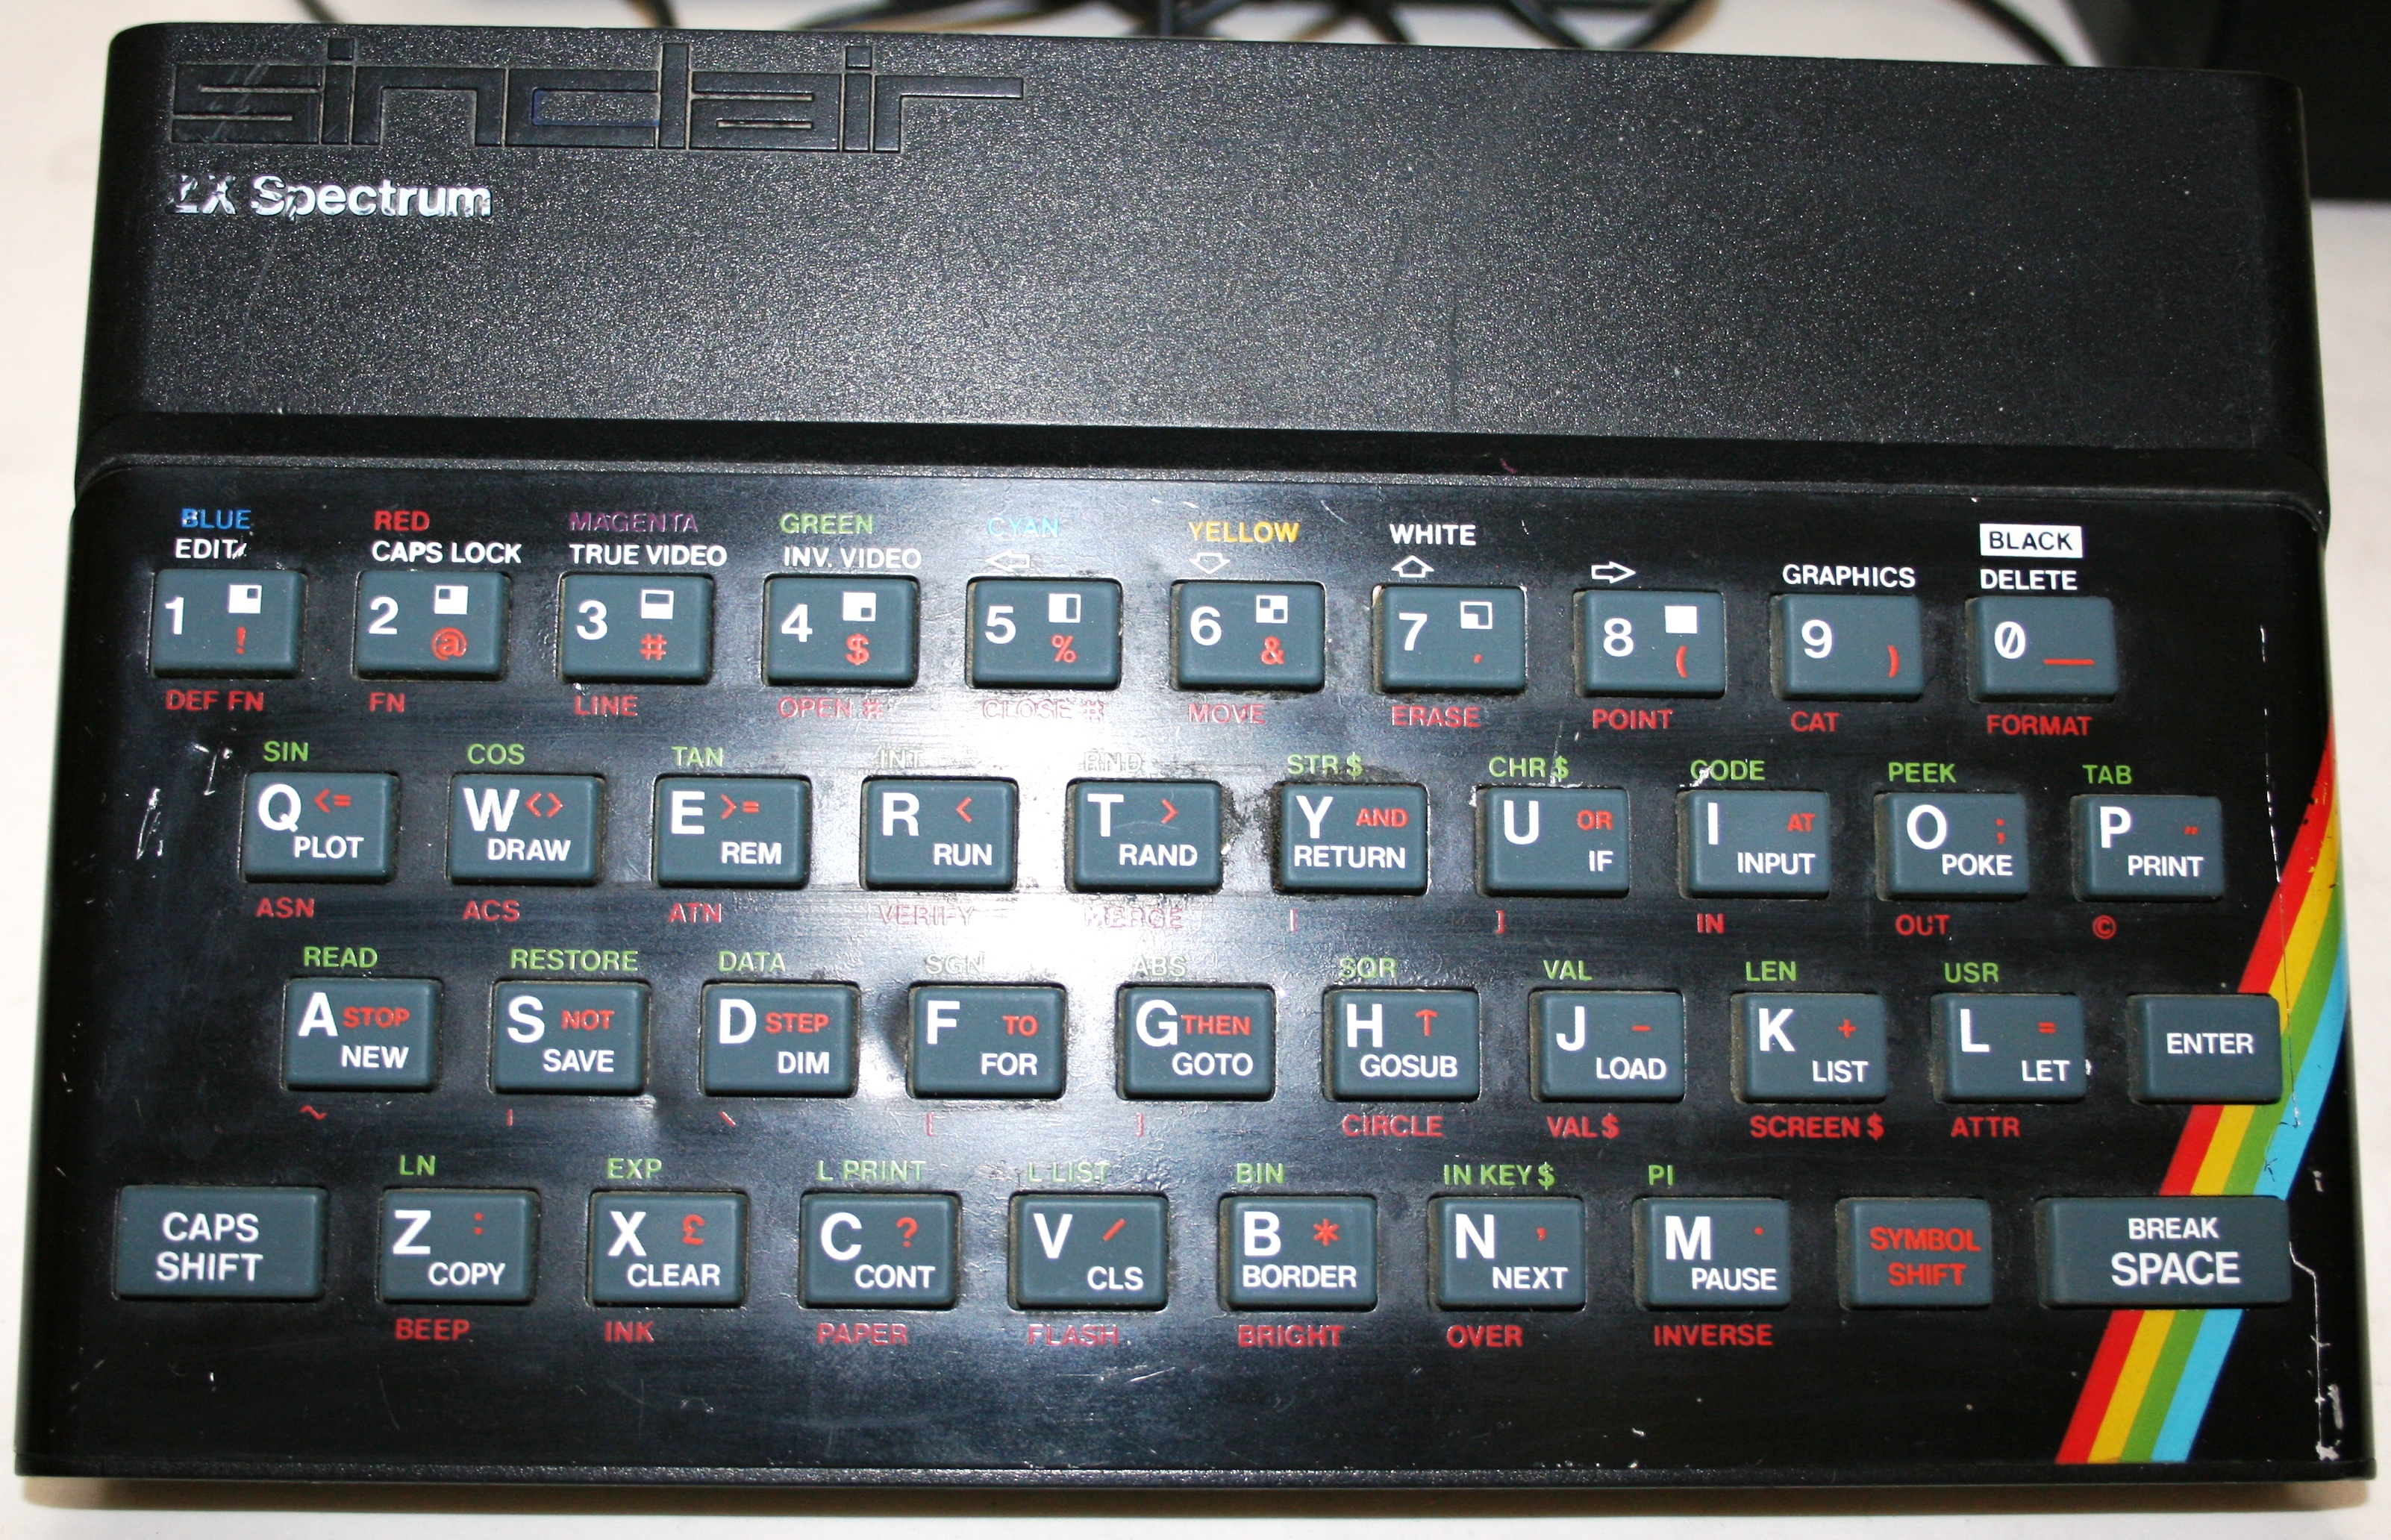 sinclair
ZX Spectrum
BLUE RED MAGENTA GREEN CYAN YELLOW WHITE BLACK
EDIT CAPS LOCK TRUE VIDEO INV. VIDEO ⇦ ⇩ ⇧ ⇨ GRAPHICS DELETE
1 ! 2 @ 3 # 4 $ 5 % 6 & 7 ' 8 ( 9 ) 0 _
DEF FN FN LINE OPEN # CLOSE # MOVE ERASE POINT CAT FORMAT
SIN COS TAN INT RND STR $ CHR $ CODE PEEK TAB
Q <= W <> E >= R < T > Y AND U OR I AT O ; P "
PLOT DRAW REM RUN RAND RETURN IF INPUT POKE PRINT
ASN ACS ATN VERIFY MERGE [ ] IN OUT ©
READ RESTORE DATA SGN ABS SQR VAL LEN USR
A STOP S NOT D STEP F TO G THEN H ↑ J − K + L = ENTER
NEW SAVE DIM FOR GOTO GOSUB LOAD LIST LET
~ | \ { } CIRCLE VAL $ SCREEN $ ATTR
LN EXP L PRINT L LIST BIN IN KEY $ PI
CAPS Z : X £ C ? V / B * N , M . SYMBOL BREAK
SHIFT COPY CLEAR CONT CLS BORDER NEXT PAUSE SHIFT SPACE
BEEP INK PAPER FLASH BRIGHT OVER INVERSE